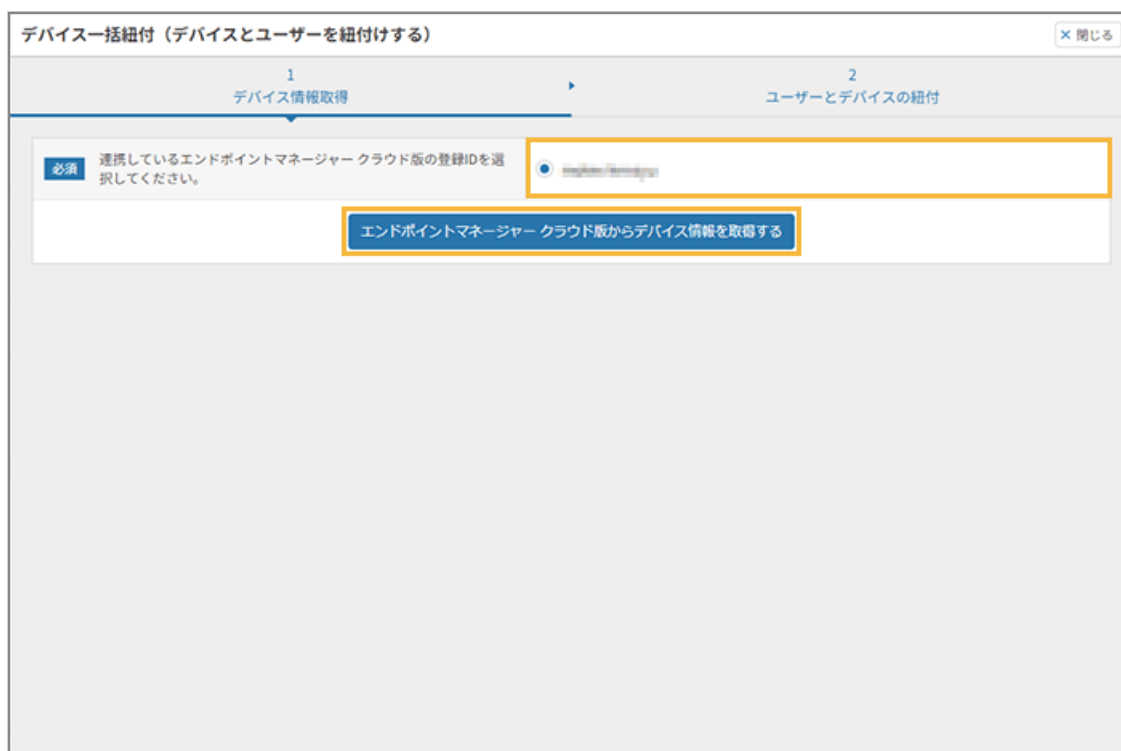 デバイス一括紐付（デバイスとユーザーを紐付けする）
× 閉じる
1
デバイス情報取得
2
ユーザーとデバイスの紐付
必須
連携しているエンドポイントマネージャー クラウド版の登録IDを選
択してください。
エンドポイントマネージャー クラウド版からデバイス情報を取得する